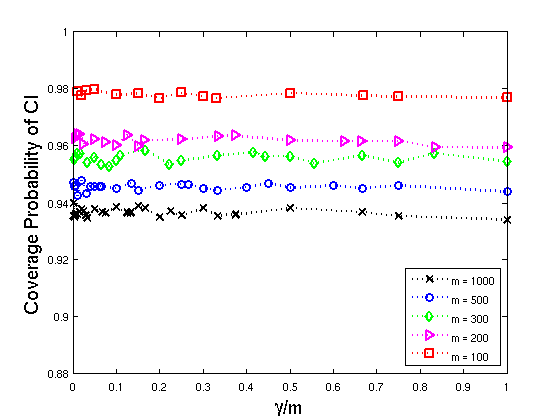 1
0.98
0.96
0.94
0.92
0.9
0.88
Coverage Probability of CI
0 0.1 0.2 0.3 0.4 0.5 0.6 0.7 0.8 0.9 1
γ/m
m = 1000
m = 500
m = 300
m = 200
m = 100